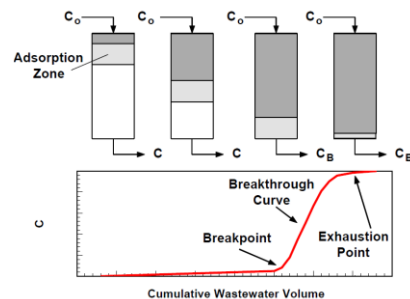 Co Co Co Co
Adsorption
Zone
C C CB CB
Breakthrough
Curve
Breakpoint
Exhaustion
Point
C
Cumulative Wastewater Volume